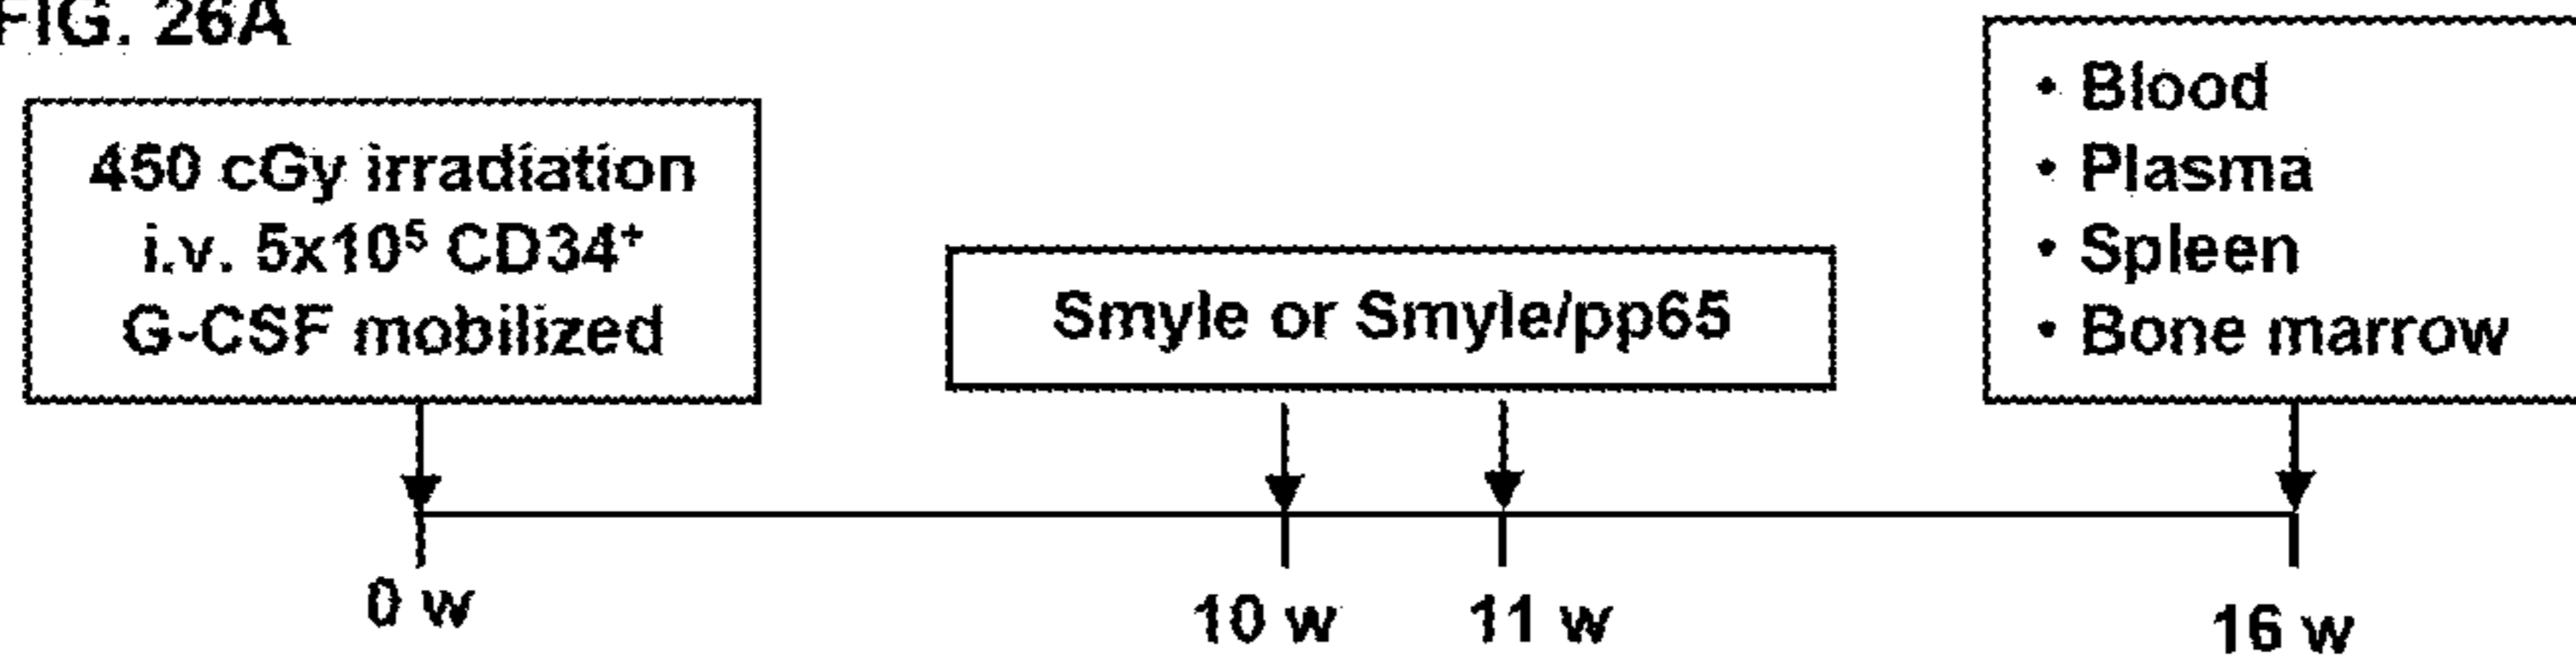 FIG. 26A
450 cGy irradiation
i.v. 5x10⁵ CD34⁺
G-CSF mobilized
Smyle or Smyle/pp65
• Blood
• Plasma
• Spleen
• Bone marrow
0 w
10 w
11 w
16 w